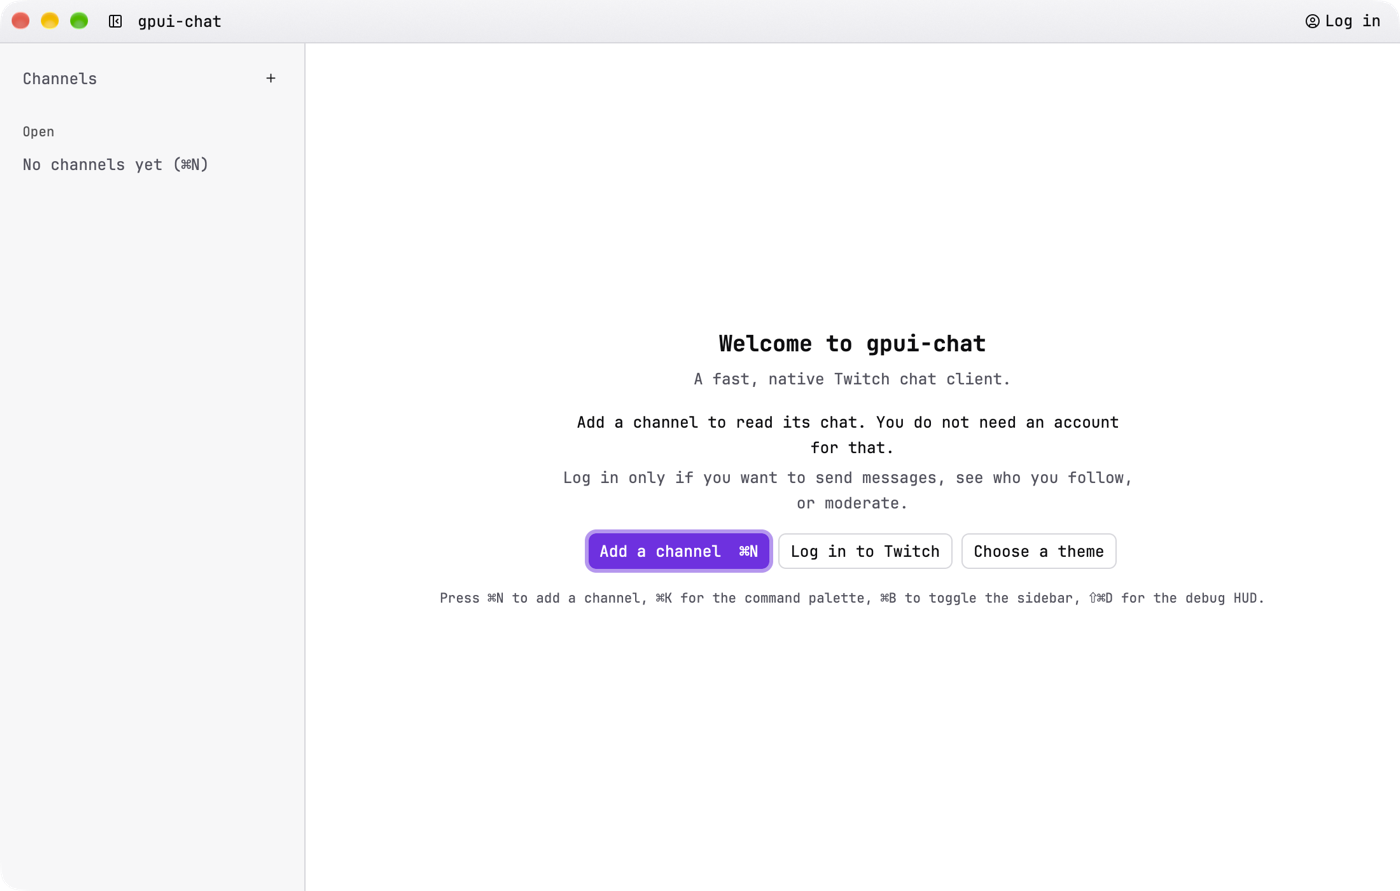 gpui-chat
Log in
Channels
+
Open
No channels yet (⌘N)
Welcome to gpui-chat
A fast, native Twitch chat client.
Add a channel to read its chat. You do not need an account
for that.
Log in only if you want to send messages, see who you follow,
or moderate.
Add a channel ⌘N
Log in to Twitch
Choose a theme
Press ⌘N to add a channel, ⌘K for the command palette, ⌘B to toggle the sidebar, ⇧⌘D for the debug HUD.